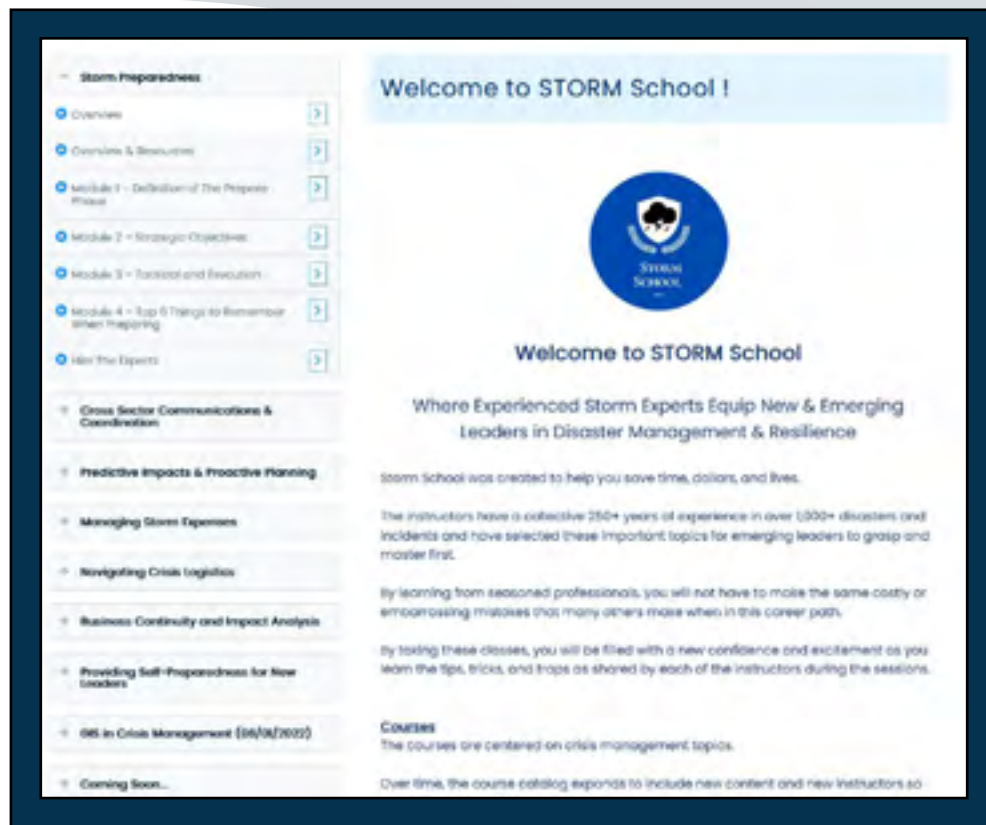 Storm Preparedness
Overview
Overview & Resources
Module 1 - Definition of The Prepare
Phase
Module 2 - Strategic Objectives
Module 3 - Tactical and Execution
Module 4 - Top 5 Things to Remember
When Preparing
Hire The Experts
Cross Sector Communications &
Coordination
Predictive Impacts & Proactive Planning
Managing Storm Expenses
Navigating Crisis Logistics
Business Continuity and Impact Analysis
Providing Self-Preparedness for New
Leaders
GIS in Crisis Management
Coming Soon...
Welcome to STORM School !
STORM
SCHOOL
Welcome to STORM School
Where Experienced Storm Experts Equip New & Emerging
Leaders in Disaster Management & Resilience
Storm School was created to help you save time, dollars, and lives.
The instructors have a collective 250+ years of experience in over 1,000+ disasters and
incidents and have selected these important topics for emerging leaders to grasp and
master first.
By learning from seasoned professionals, you will not have to make the same costly or
embarrassing mistakes that many others make when in this career path.
By taking these classes, you will be filled with a new confidence and excitement as you
learn the tips, tricks, and traps as shared by each of the instructors during the sessions.
Courses
The courses are centered on crisis management topics.
Over time, the course catalog expands to include new content and new instructors so